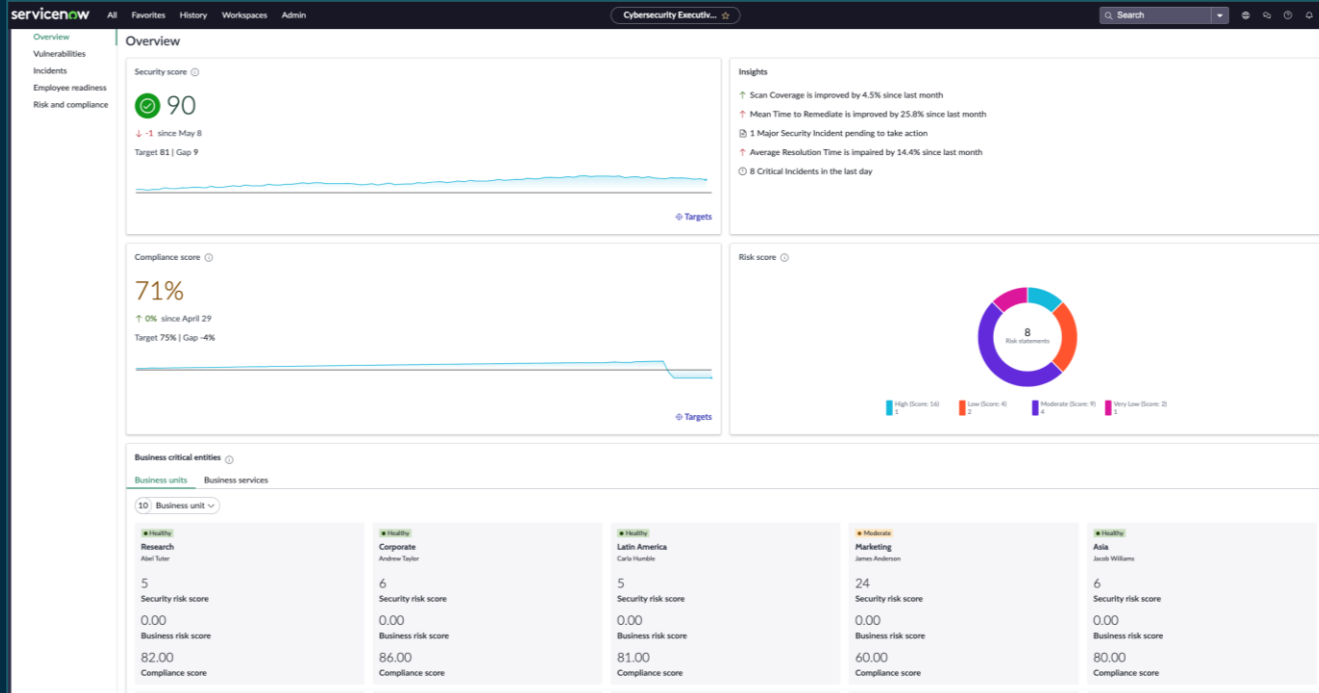 servicenow All Favorites History Workspaces Admin Cybersecurity Executiv... Search
Overview
Vulnerabilities
Incidents
Employee readiness
Risk and compliance
Overview
Security score
90
-1 since May 8
Target 81 | Gap 9
Targets
Insights
Scan Coverage is improved by 4.5% since last month
Mean Time to Remediate is improved by 25.8% since last month
1 Major Security Incident pending to take action
Average Resolution Time is impaired by 14.4% since last month
8 Critical Incidents in the last day
Compliance score
71%
0% since April 29
Target 75% | Gap -4%
Targets
Risk score
8
Risk statements
High (Score: 16)
1
Low (Score: 4)
2
Moderate (Score: 9)
4
Very Low (Score: 2)
1
Business critical entities
Business units Business services
10 Business unit
Healthy
Research
Abel Tuter
5
Security risk score
0.00
Business risk score
82.00
Compliance score
Healthy
Corporate
Andrew Taylor
6
Security risk score
0.00
Business risk score
86.00
Compliance score
Healthy
Latin America
Carla Humble
5
Security risk score
0.00
Business risk score
81.00
Compliance score
Moderate
Marketing
James Anderson
24
Security risk score
0.00
Business risk score
60.00
Compliance score
Healthy
Asia
Jacob Williams
6
Security risk score
0.00
Business risk score
80.00
Compliance score